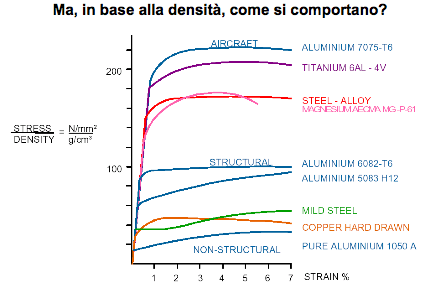 Ma, in base alla densità, come si comportano?
AIRCRAFT
ALUMINIUM 7075-T6
200
TITANIUM 6AL - 4V
STEEL - ALLOY
MAGNESIUM AECMA MG-P-61
STRESS = N/mm²
DENSITY g/cm³
STRUCTURAL
ALUMINIUM 6082-T6
100
ALUMINIUM 5083 H12
MILD STEEL
COPPER HARD DRAWN
NON-STRUCTURAL
PURE ALUMINIUM 1050 A
1 2 3 4 5 6 7 STRAIN %